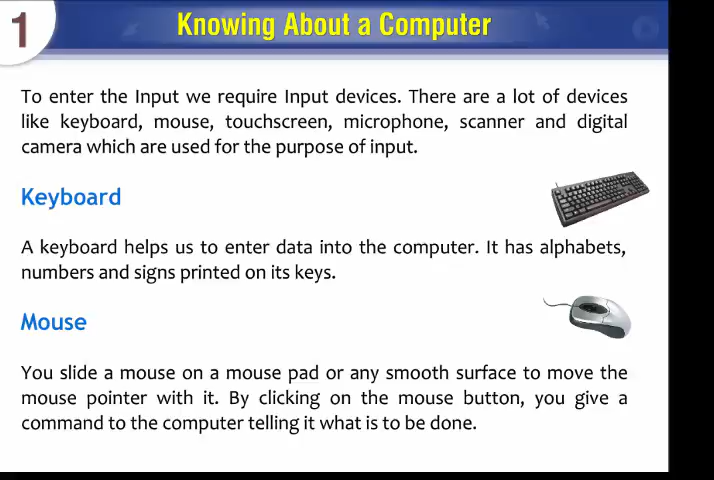 1
Knowing About a Computer
To enter the Input we require Input devices. There are a lot of devices
like keyboard, mouse, touchscreen, microphone, scanner and digital
camera which are used for the purpose of input.
Keyboard
A keyboard helps us to enter data into the computer. It has alphabets,
numbers and signs printed on its keys.
Mouse
You slide a mouse on a mouse pad or any smooth surface to move the
mouse pointer with it. By clicking on the mouse button, you give a
command to the computer telling it what is to be done.